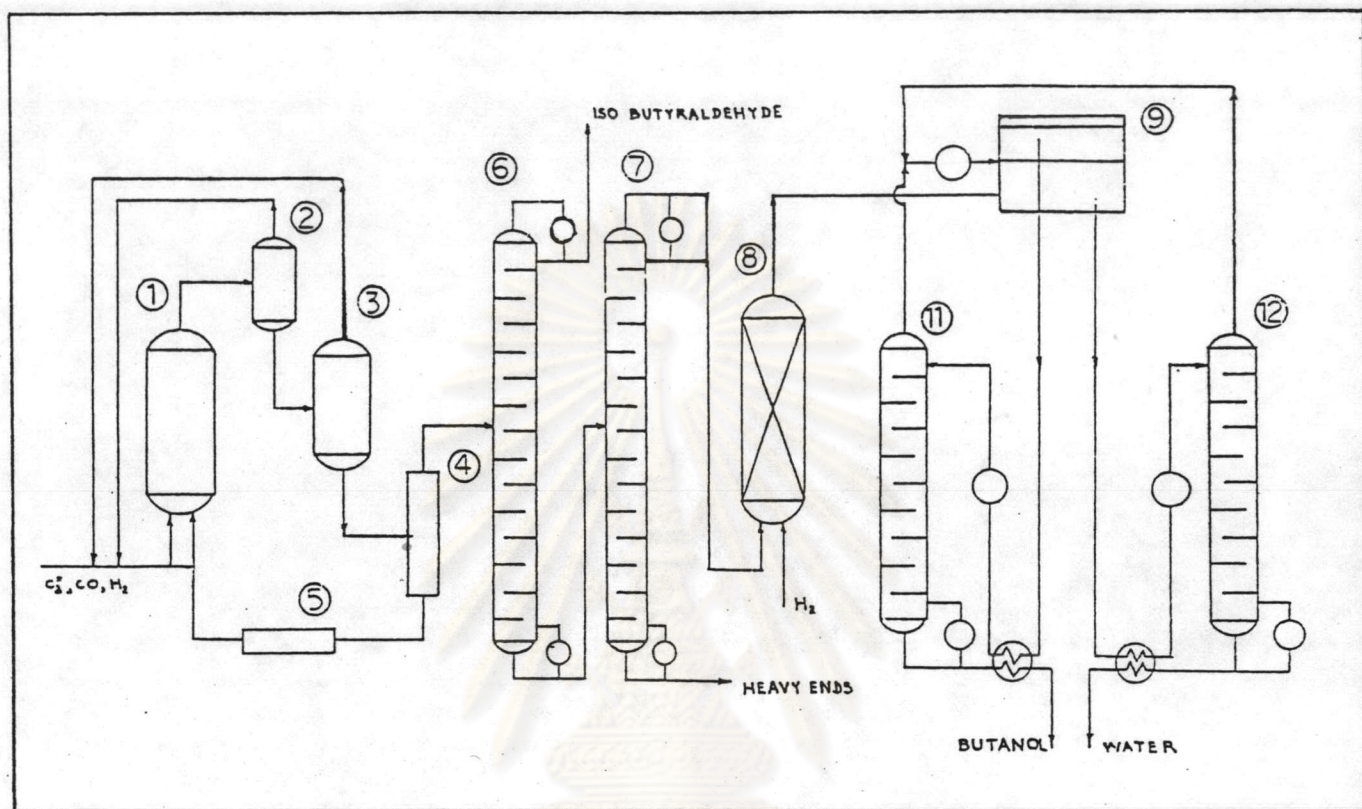 ISO BUTYRALDEHYDE
⑨
⑥
⑦
②
①
③
⑧
⑪
⑫
④
C₃⁼, CO, H₂
⑤
H₂
HEAVY ENDS
BUTANOL
WATER